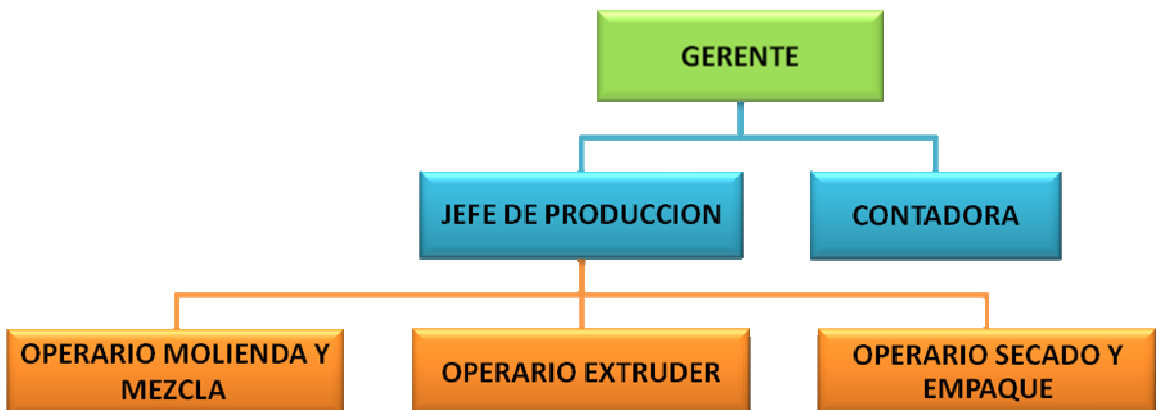 GERENTE
JEFE DE PRODUCCION
CONTADORA
OPERARIO MOLIENDA Y
MEZCLA
OPERARIO EXTRUDER
OPERARIO SECADO Y
EMPAQUE